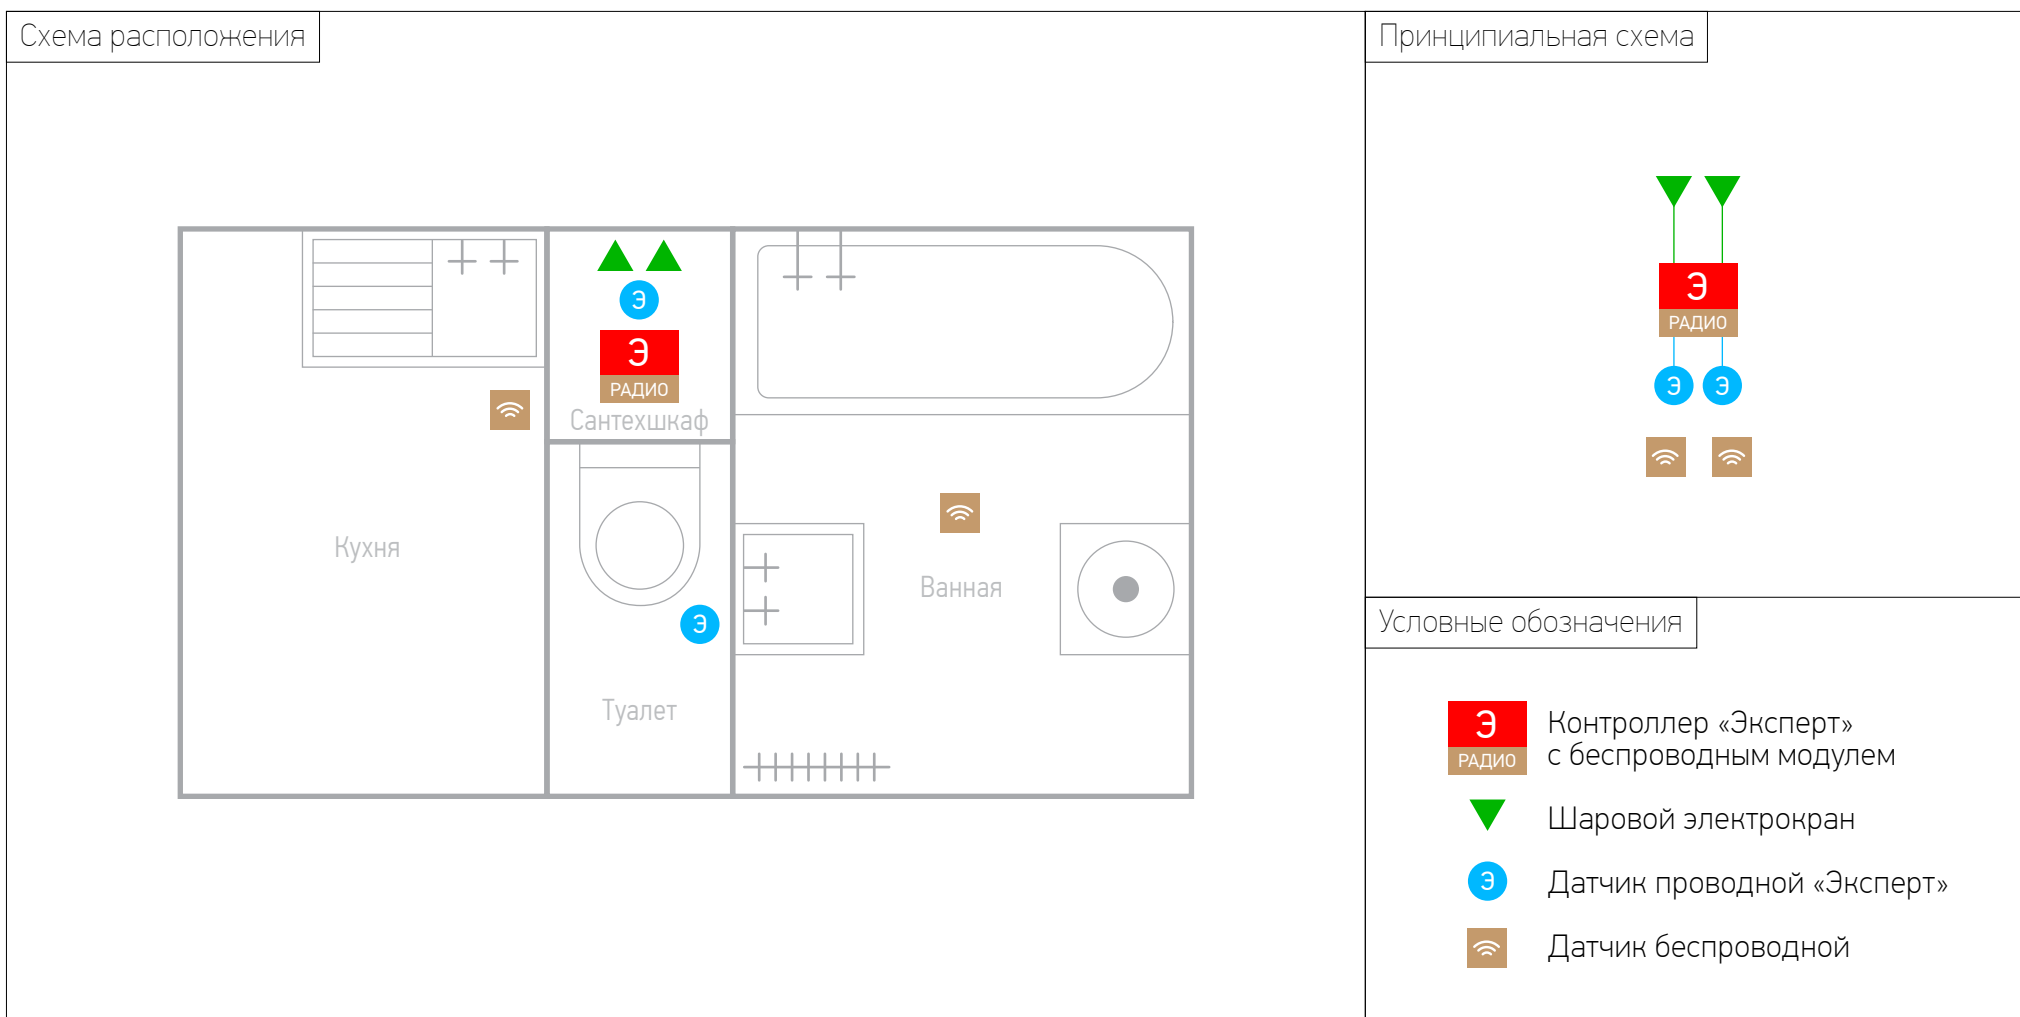 Схема расположения
Э
Э
РАДИО
Сантехшкаф
Кухня
Ванная
Э
Туалет
Принципиальная схема
Э
РАДИО
Э Э
Условные обозначения
Э
РАДИО
Контроллер «Эксперт»
с беспроводным модулем
Шаровой электрокран
Э
Датчик проводной «Эксперт»
Датчик беспроводной